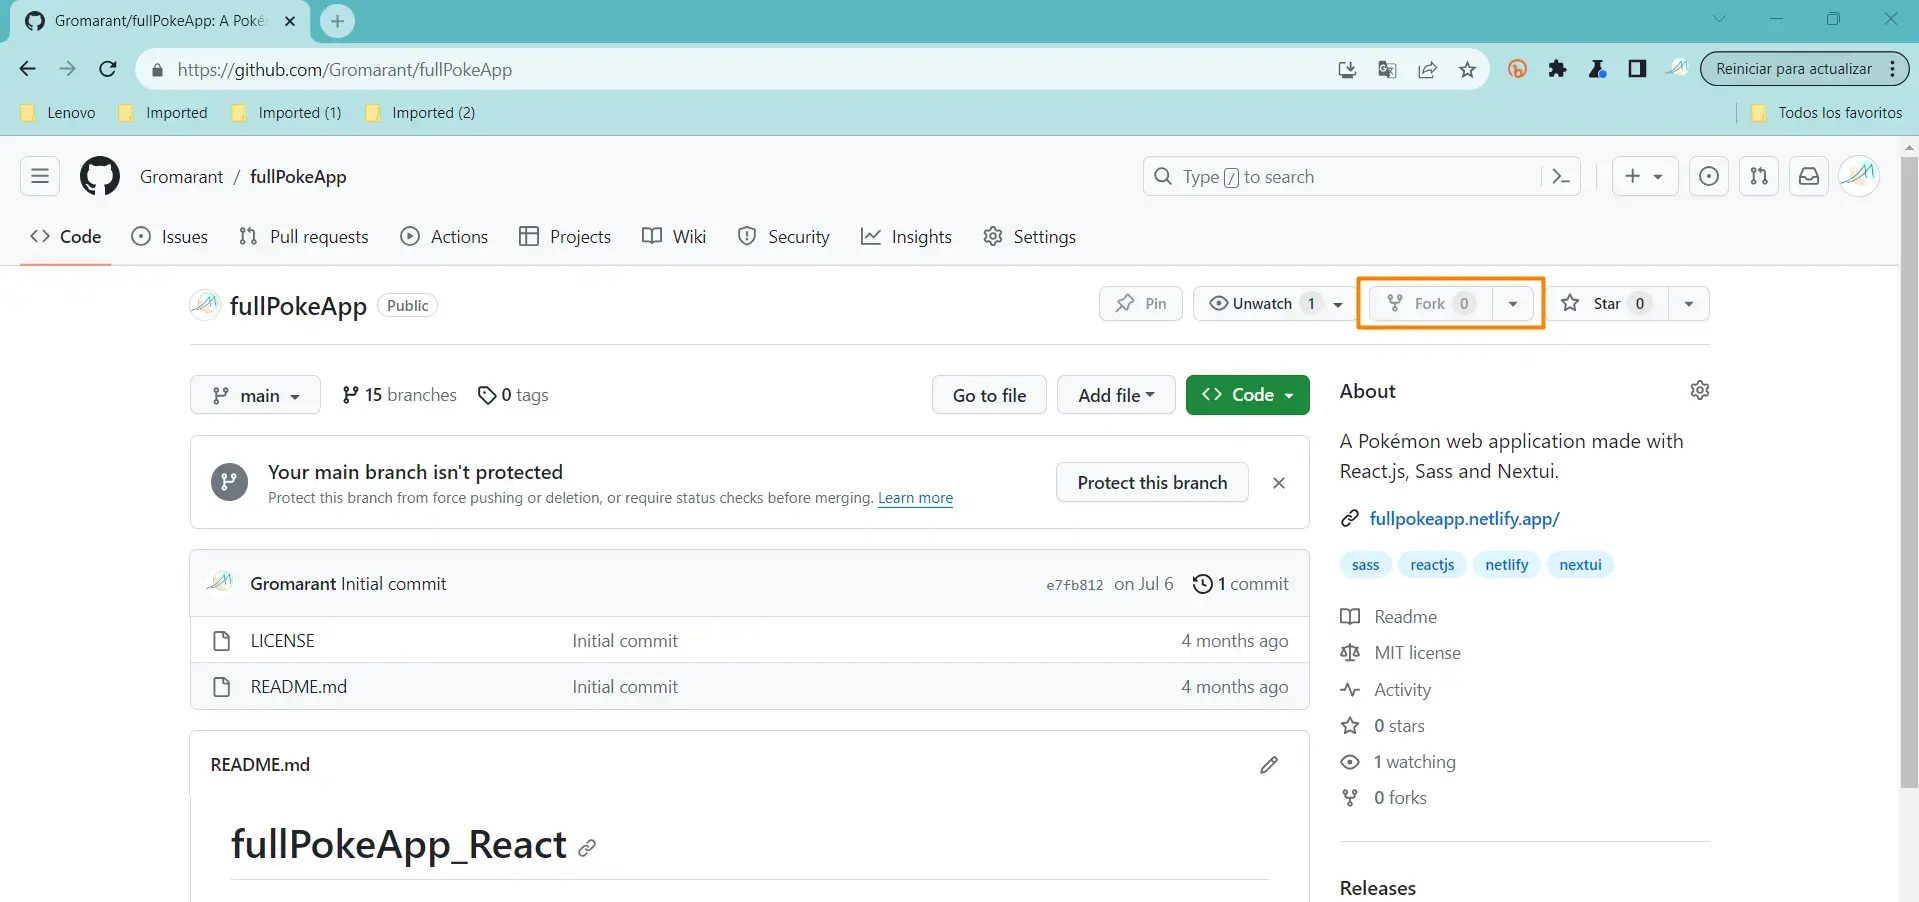 Gromarant/fullPokeApp: A Poké
https://github.com/Gromarant/fullPokeApp
Reiniciar para actualizar
Lenovo Imported Imported (1) Imported (2) Todos los favoritos
Gromarant / fullPokeApp
Type / to search
Code Issues Pull requests Actions Projects Wiki Security Insights Settings
fullPokeApp Public
Pin Unwatch 1 Fork 0 Star 0
main 15 branches 0 tags
Go to file Add file Code
Your main branch isn't protected
Protect this branch from force pushing or deletion, or require status checks before merging. Learn more
Protect this branch
Gromarant Initial commit e7fb812 on Jul 6 1 commit
LICENSE Initial commit 4 months ago
README.md Initial commit 4 months ago
README.md
fullPokeApp_React
About
A Pokémon web application made with
React.js, Sass and Nextui.
fullpokeapp.netlify.app/
sass reactjs netlify nextui
Readme
MIT license
Activity
0 stars
1 watching
0 forks
Releases